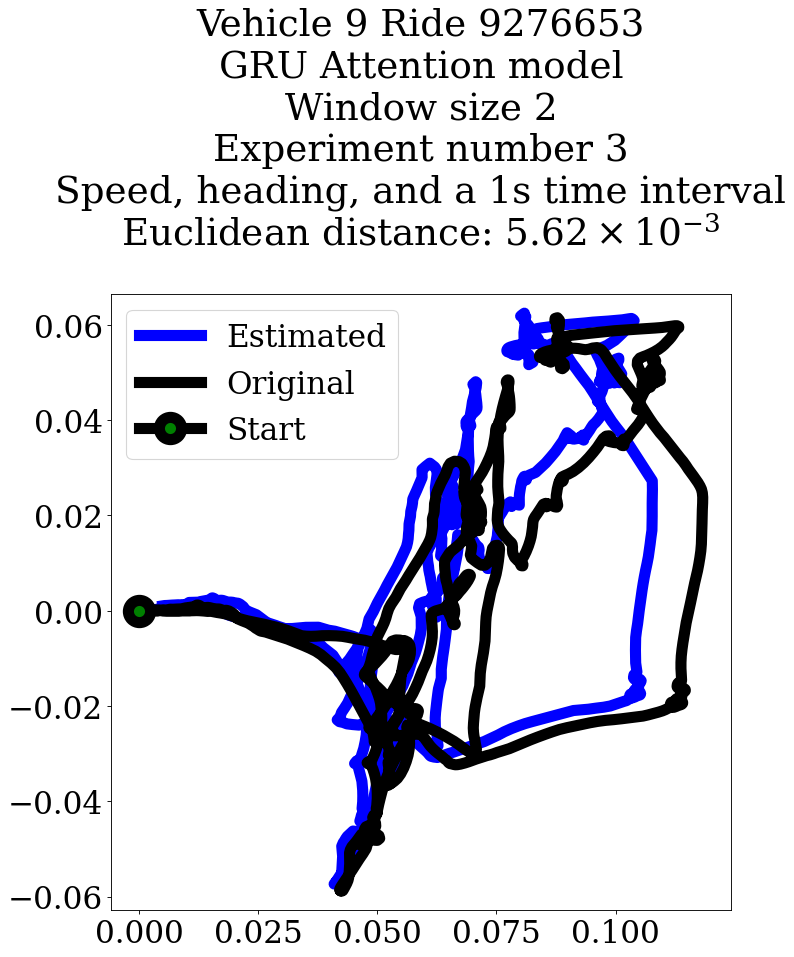 Vehicle 9 Ride 9276653
GRU Attention model
Window size 2
Experiment number 3
Speed, heading, and a 1s time interval
Euclidean distance: 5.62 × 10⁻³
Estimated
Original
Start
0.06
0.04
0.02
0.00
−0.02
−0.04
−0.06
0.000 0.025 0.050 0.075 0.100